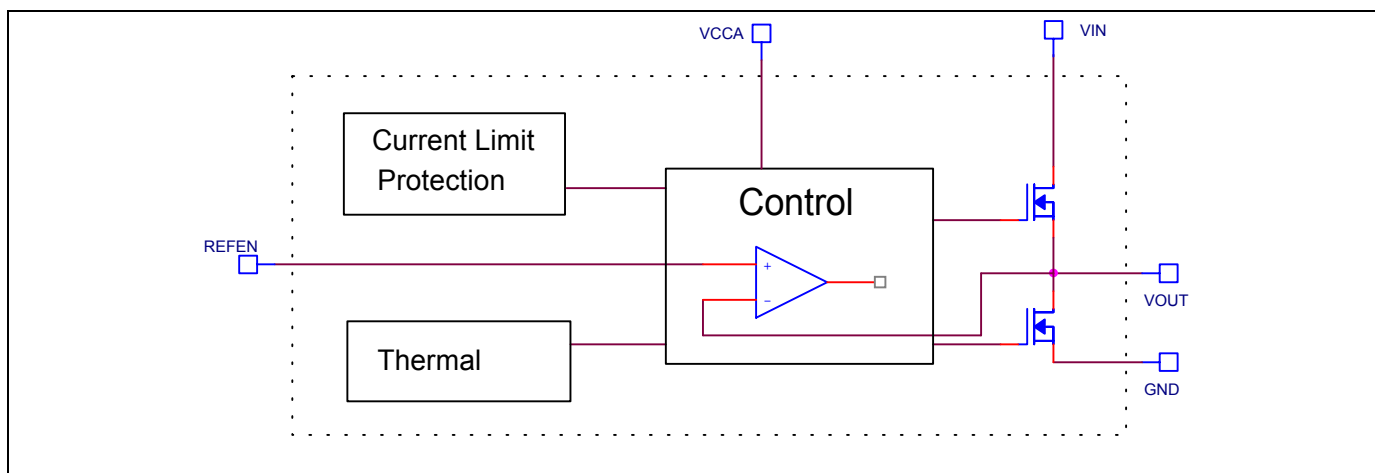 VCCA
VIN
Current Limit
Protection
Control
REFEN
+
−
VOUT
Thermal
GND